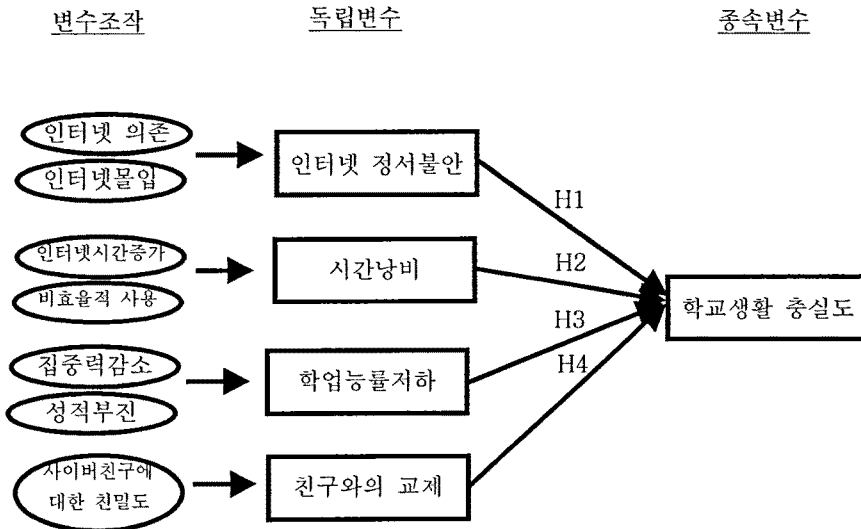 변수조작
독립변수
종속변수
인터넷 의존
인터넷몰입
인터넷 정서불안
H1
인터넷시간증가
비효율적 사용
시간낭비
H2
학교생활 충실도
집중력감소
성적부진
학업능률저하
H3
H4
사이버친구에
대한 친밀도
친구와의 교제